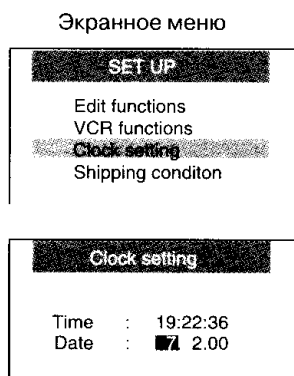 Экранное меню
SET UP
Edit functions
VCR functions
Clock setting
Shipping conditon
Clock setting
Time : 19:22:36
Date : 7. 2.00